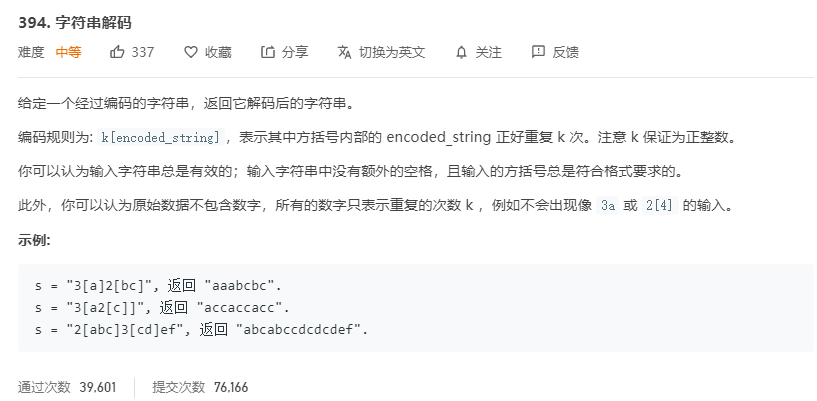 394. 字符串解码
难度 中等 337 收藏 分享 切换为英文 关注 反馈
给定一个经过编码的字符串，返回它解码后的字符串。
编码规则为: k[encoded_string]，表示其中方括号内部的 encoded_string 正好重复 k 次。注意 k 保证为正整数。
你可以认为输入字符串总是有效的；输入字符串中没有额外的空格，且输入的方括号总是符合格式要求的。
此外，你可以认为原始数据不包含数字，所有的数字只表示重复的次数 k ，例如不会出现像 3a 或 2[4] 的输入。
示例:
s = "3[a]2[bc]", 返回 "aaabcbc".
s = "3[a2[c]]", 返回 "accaccacc".
s = "2[abc]3[cd]ef", 返回 "abcabccdcdcdef".
通过次数 39,601 提交次数 76,166